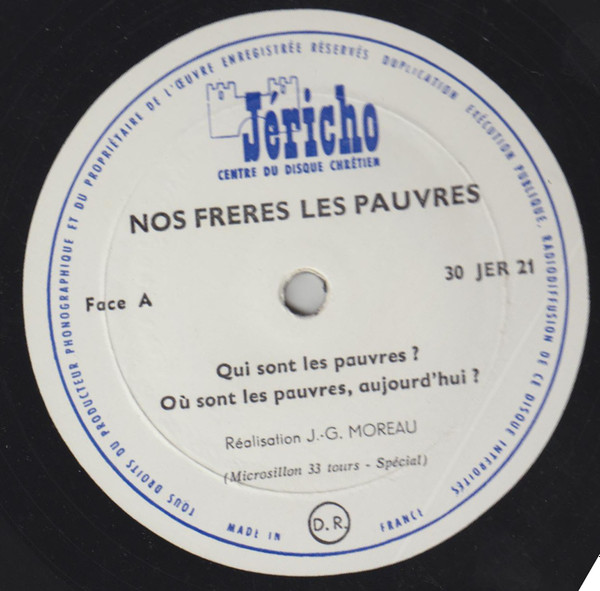 TOUS DROITS DU PRODUCTEUR PHONOGRAPHIQUE ET DU PROPRIÉTAIRE DE L'ŒUVRE ENREGISTRÉE RÉSERVÉS DUPLICATION EXÉCUTION PUBLIQUE, RADIODIFFUSION DE CE DISQUE INTERDITES
Jéricho
CENTRE DU DISQUE CHRÉTIEN
NOS FRERES LES PAUVRES
30 JER 21
Face A
Qui sont les pauvres ?
Où sont les pauvres, aujourd'hui ?
Réalisation J.-G. MOREAU
(Microsillon 33 tours - Spécial)
D.R.
MADE IN FRANCE